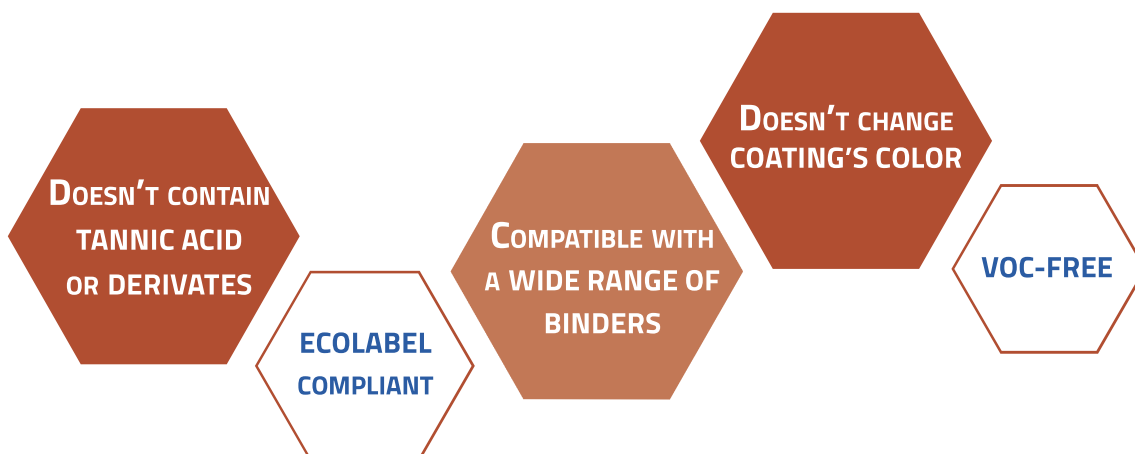 Doesn't contain
tannic acid
or derivates
ECOLABEL
compliant
Compatible with
a wide range of
binders
Doesn't change
coating's color
VOC-FREE